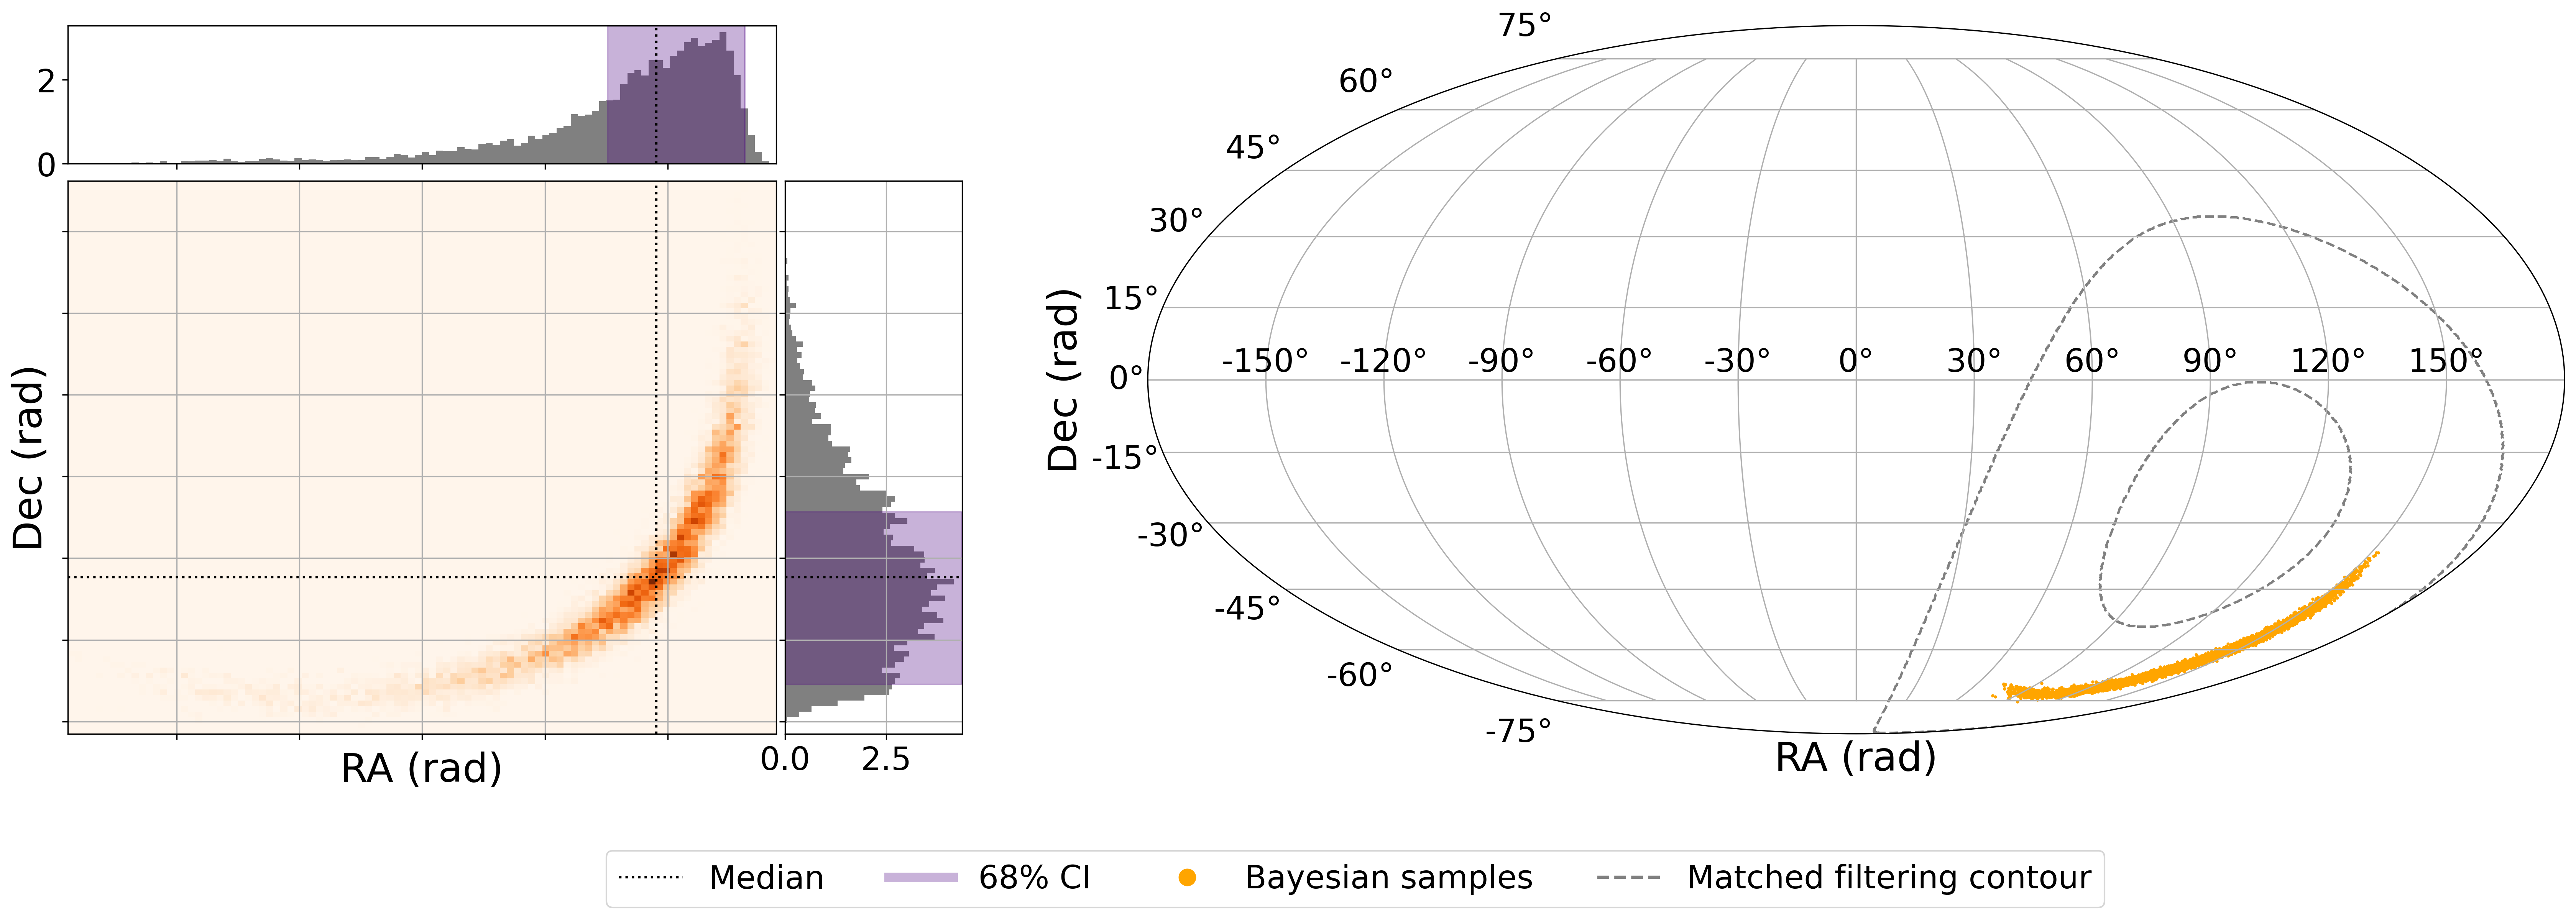 2
0
Dec (rad)
RA (rad)
0.0 2.5
75°
60°
45°
30°
15°
0°
-15°
-30°
-45°
-60°
-75°
-150° -120° -90° -60° -30° 0° 30° 60° 90° 120° 150°
Dec (rad)
RA (rad)
Median 68% CI Bayesian samples Matched filtering contour